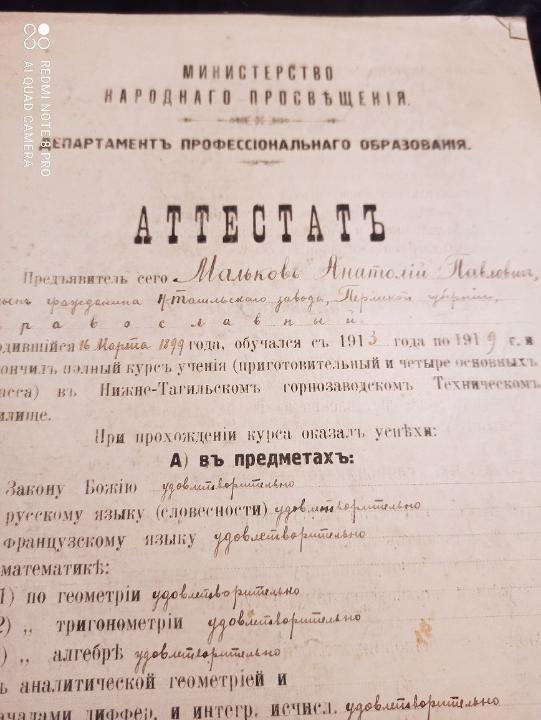 REDMI NOTE 8 PRO
AI QUAD CAMERA
МИНИСТЕРСТВО
НАРОДНАГО ПРОСВѢЩЕНІЯ.
ДЕПАРТАМЕНТЪ ПРОФЕССІОНАЛЬНАГО ОБРАЗОВАНІЯ.
АТТЕСТАТЪ
Предъявитель сего Мальковъ Анатолій Павловичъ,
сынъ гражданина Н-Тагильскаго завода, Пермской губерніи,
православный
родившійся 16 Марта 1899 года, обучался съ 1913 года по 1919 г. и
окончилъ полный курсъ ученія (приготовительный и четыре основныхъ
класса) въ Нижне-Тагильскомъ горнозаводскомъ Техническомъ
училище.
При прохожденіи курса оказалъ успѣхи:
А) въ предметахъ:
Закону Божію удовлетворительно
русскому языку (словесности) удовлетворительно
французскому языку удовлетворительно
математикѣ:
1) по геометріи удовлетворительно
2) „ тригонометріи удовлетворительно
) „ алгебрѣ удовлетворительно
ъ аналитической геометріей и
началами диффер. и интегр. исчисл. удовлетворительно